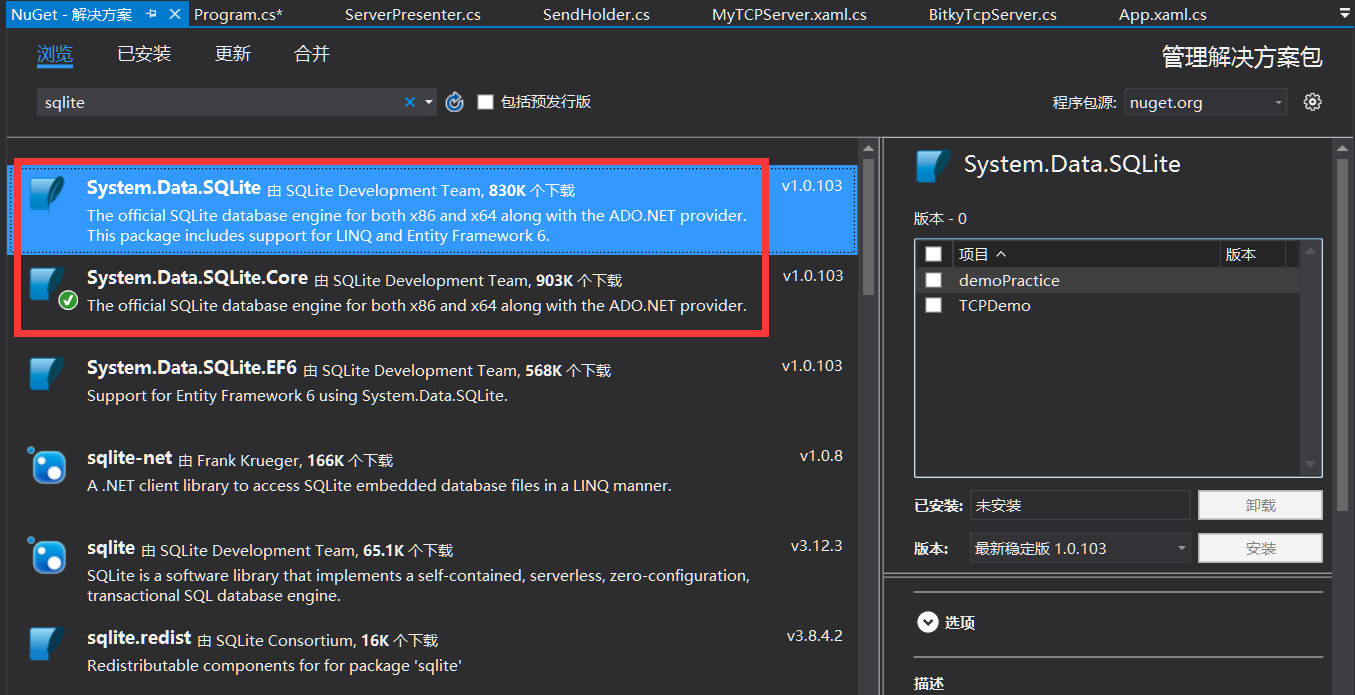 NuGet - 解决方案
Program.cs*
ServerPresenter.cs
SendHolder.cs
MyTCPServer.xaml.cs
BitkyTcpServer.cs
App.xaml.cs
浏览 已安装 更新 合并
管理解决方案包
sqlite
包括预发行版
程序包源: nuget.org
System.Data.SQLite 由 SQLite Development Team, 830K 个下载
v1.0.103
The official SQLite database engine for both x86 and x64 along with the ADO.NET provider.
This package includes support for LINQ and Entity Framework 6.
System.Data.SQLite.Core 由 SQLite Development Team, 903K 个下载
v1.0.103
The official SQLite database engine for both x86 and x64 along with the ADO.NET provider.
System.Data.SQLite.EF6 由 SQLite Development Team, 568K 个下载
v1.0.103
Support for Entity Framework 6 using System.Data.SQLite.
sqlite-net 由 Frank Krueger, 166K 个下载
v1.0.8
A .NET client library to access SQLite embedded database files in a LINQ manner.
sqlite 由 SQLite Development Team, 65.1K 个下载
v3.12.3
SQLite is a software library that implements a self-contained, serverless, zero-configuration,
transactional SQL database engine.
sqlite.redist 由 SQLite Consortium, 16K 个下载
v3.8.4.2
Redistributable components for for package 'sqlite'
System.Data.SQLite
版本 - 0
项目 版本
demoPractice
TCPDemo
已安装: 未安装 卸载
版本: 最新稳定版 1.0.103 安装
选项
描述